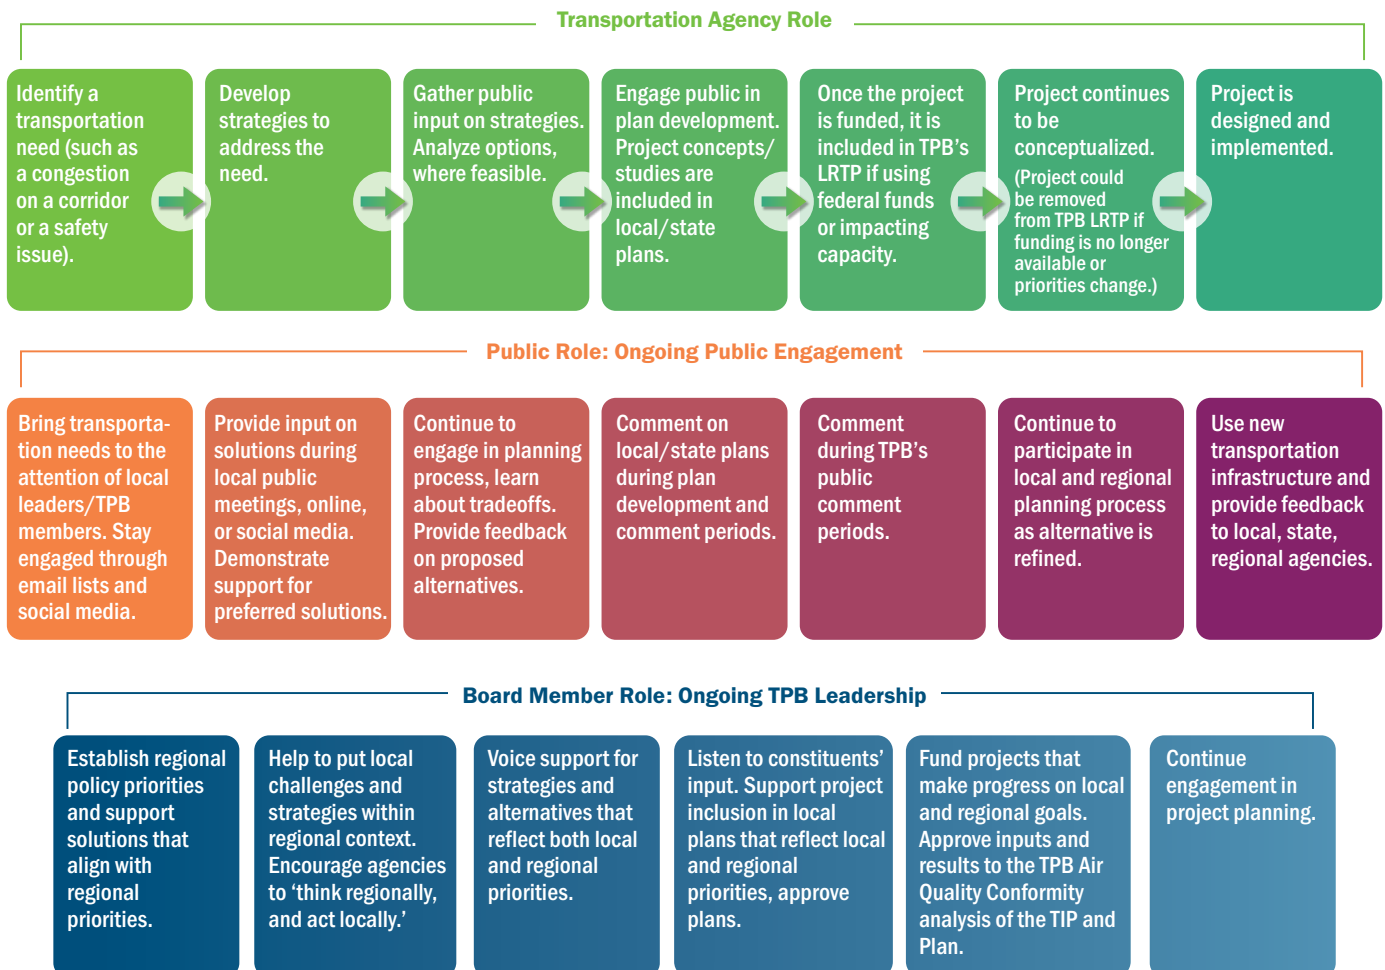 Transportation Agency Role
Identify a
transportation
need (such as
a congestion
on a corridor
or a safety
issue).
Develop
strategies to
address the
need.
Gather public
input on strategies.
Analyze options,
where feasible.
Engage public in
plan development.
Project concepts/
studies are
included in
local/state
plans.
Once the project
is funded, it is
included in TPB’s
LRTP if using
federal funds
or impacting
capacity.
Project continues
to be
conceptualized.
(Project could
be removed
from TPB LRTP if
funding is no longer
available or
priorities change.)
Project is
designed and
implemented.
Public Role: Ongoing Public Engagement
Bring transporta-
tion needs to the
attention of local
leaders/TPB
members. Stay
engaged through
email lists and
social media.
Provide input on
solutions during
local public
meetings, online,
or social media.
Demonstrate
support for
preferred solutions.
Continue to
engage in planning
process, learn
about tradeoffs.
Provide feedback
on proposed
alternatives.
Comment on
local/state plans
during plan
development and
comment periods.
Comment
during TPB’s
public
comment
periods.
Continue to
participate in
local and regional
planning process
as alternative is
refined.
Use new
transportation
infrastructure and
provide feedback
to local, state,
regional agencies.
Board Member Role: Ongoing TPB Leadership
Establish regional
policy priorities
and support
solutions that
align with
regional
priorities.
Help to put local
challenges and
strategies within
regional context.
Encourage agencies
to ‘think regionally,
and act locally.’
Voice support for
strategies and
alternatives that
reflect both local
and regional
priorities.
Listen to constituents’
input. Support project
inclusion in local
plans that reflect local
and regional
priorities, approve
plans.
Fund projects that
make progress on local
and regional goals.
Approve inputs and
results to the TPB Air
Quality Conformity
analysis of the TIP and
Plan.
Continue
engagement in
project planning.